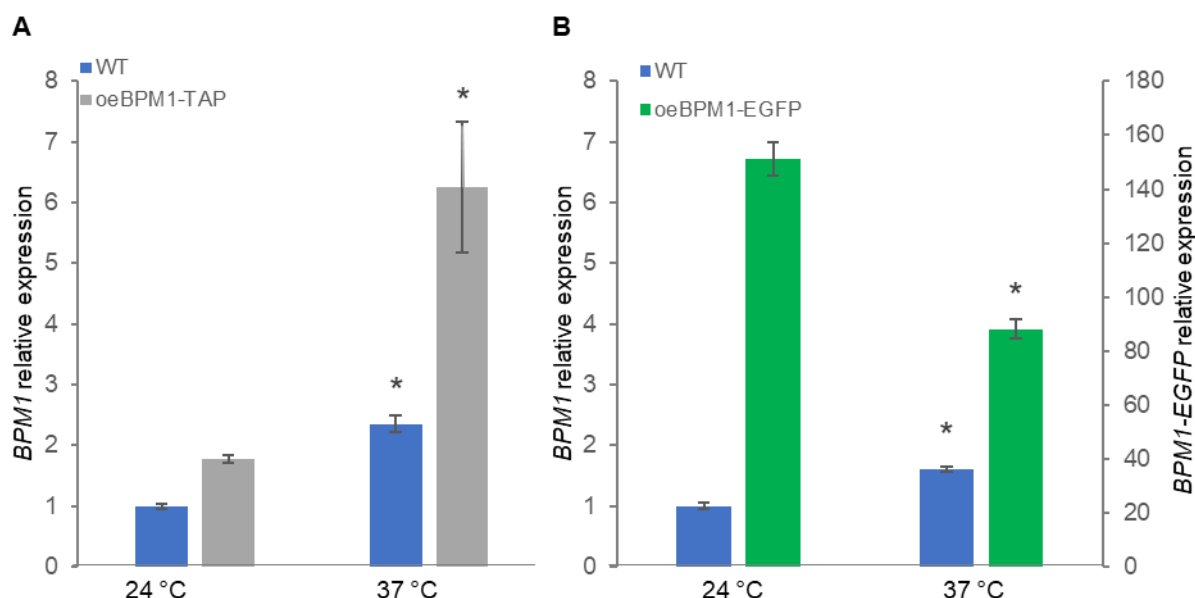 A
WT
oeBPM1-TAP
BPM1 relative expression
8
7
6
5
4
3
2
1
0
*
*
24 °C
37 °C
B
WT
oeBPM1-EGFP
BPM1 relative expression
8
7
6
5
4
3
2
1
0
*
*
180
160
140
120
100
80
60
40
20
0
BPM1-EGFP relative expression
24 °C
37 °C